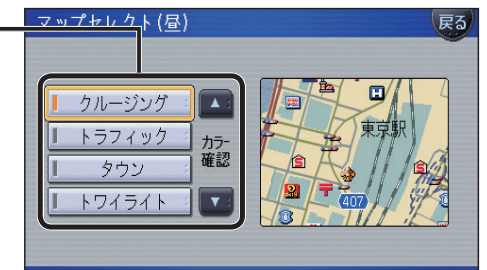 マップセレクト(昼)
戻る
クルージング
トラフィック
タウン
トワイライト
▲
カラー
確認
▼
H
東京駅
S
S
〒
407